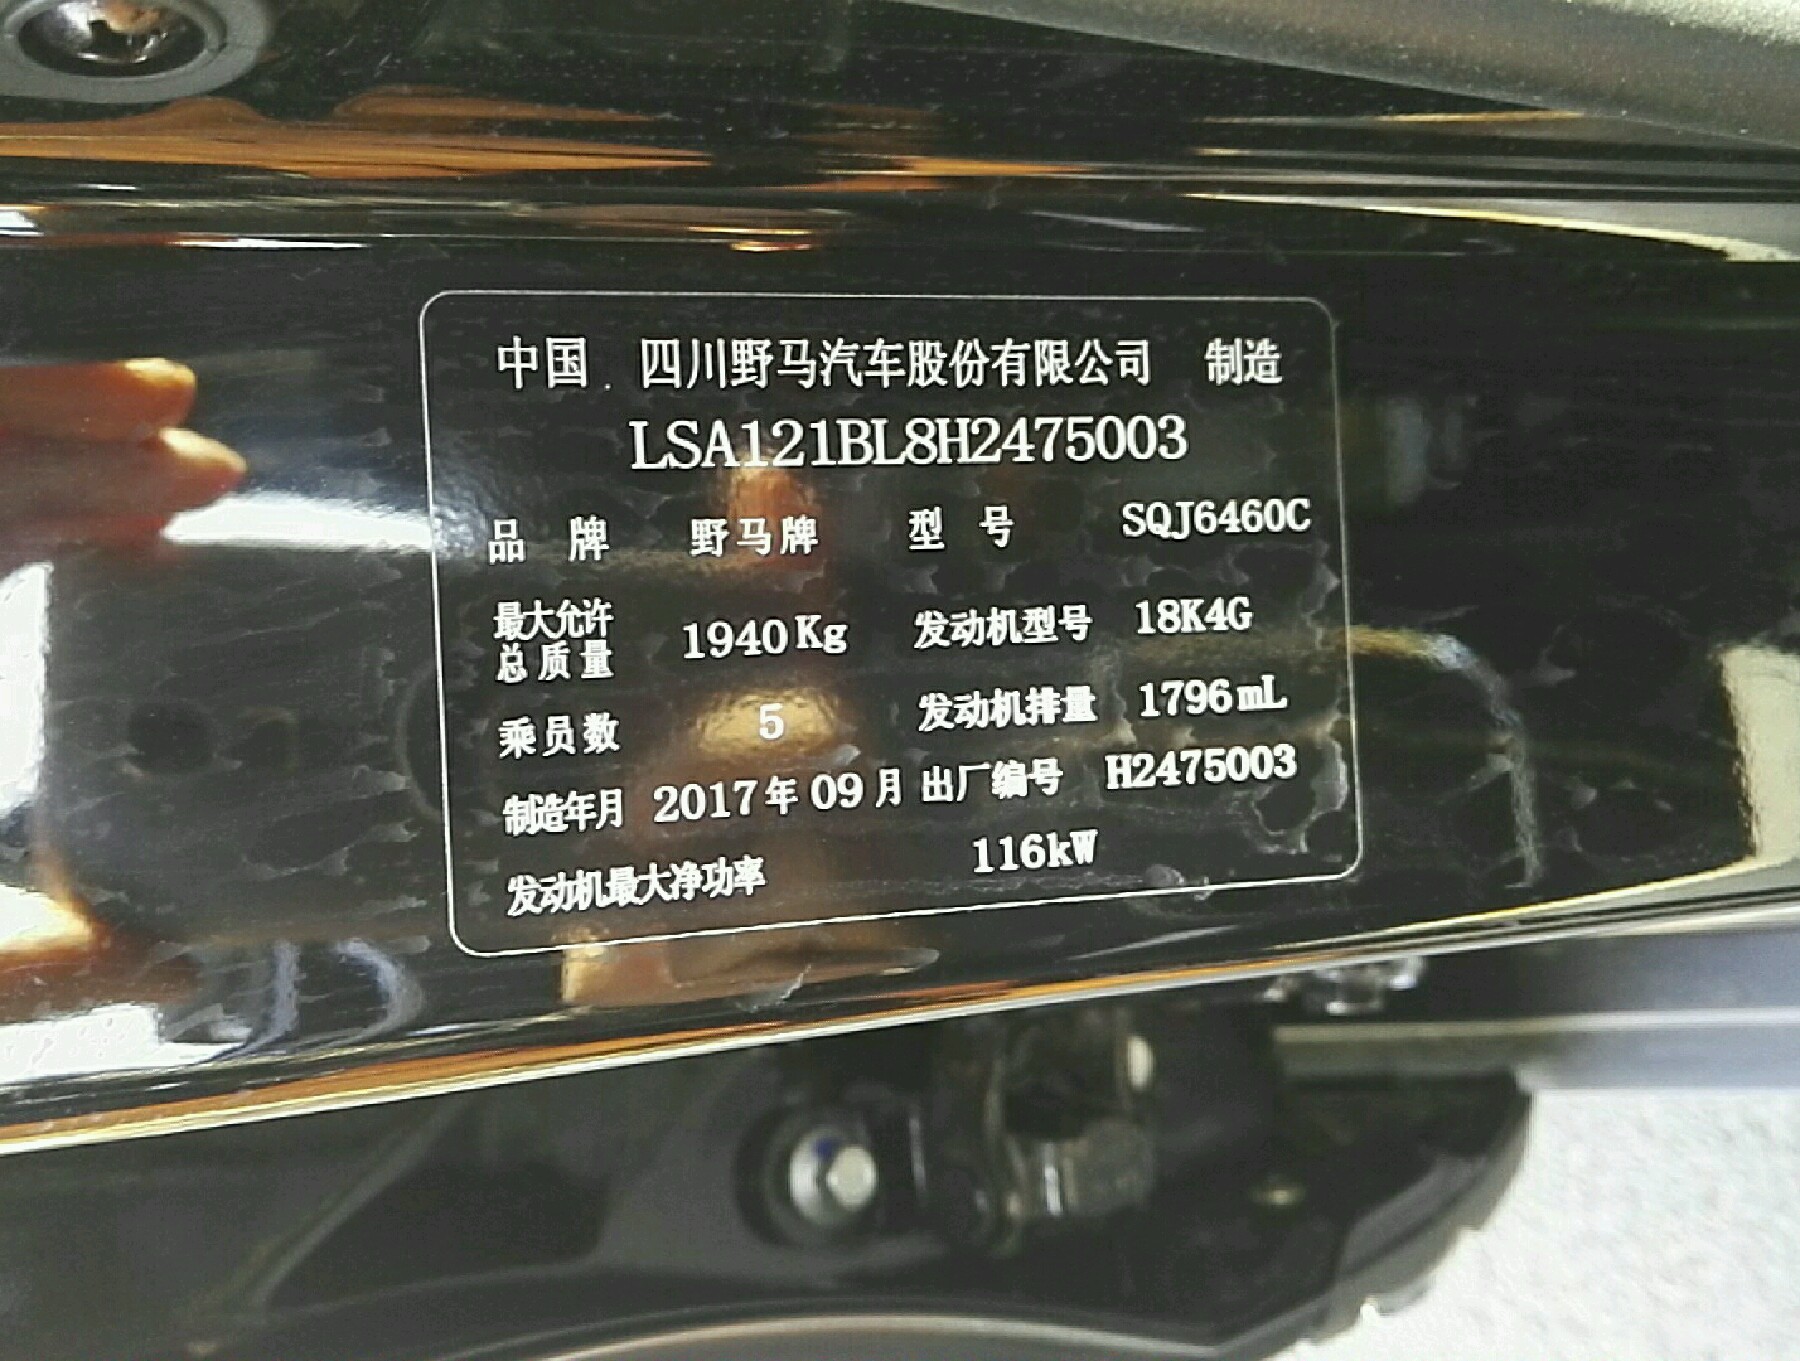 中国 四川野马汽车股份有限公司 制造
LSA121BL8H2475003
品 牌 野马牌 型 号 SQJ6460C
最大允许总质量 1940Kg 发动机型号 18K4G
乘员数 5 发动机排量 1796mL
制造年月 2017年09月 出厂编号 H2475003
发动机最大净功率 116kW